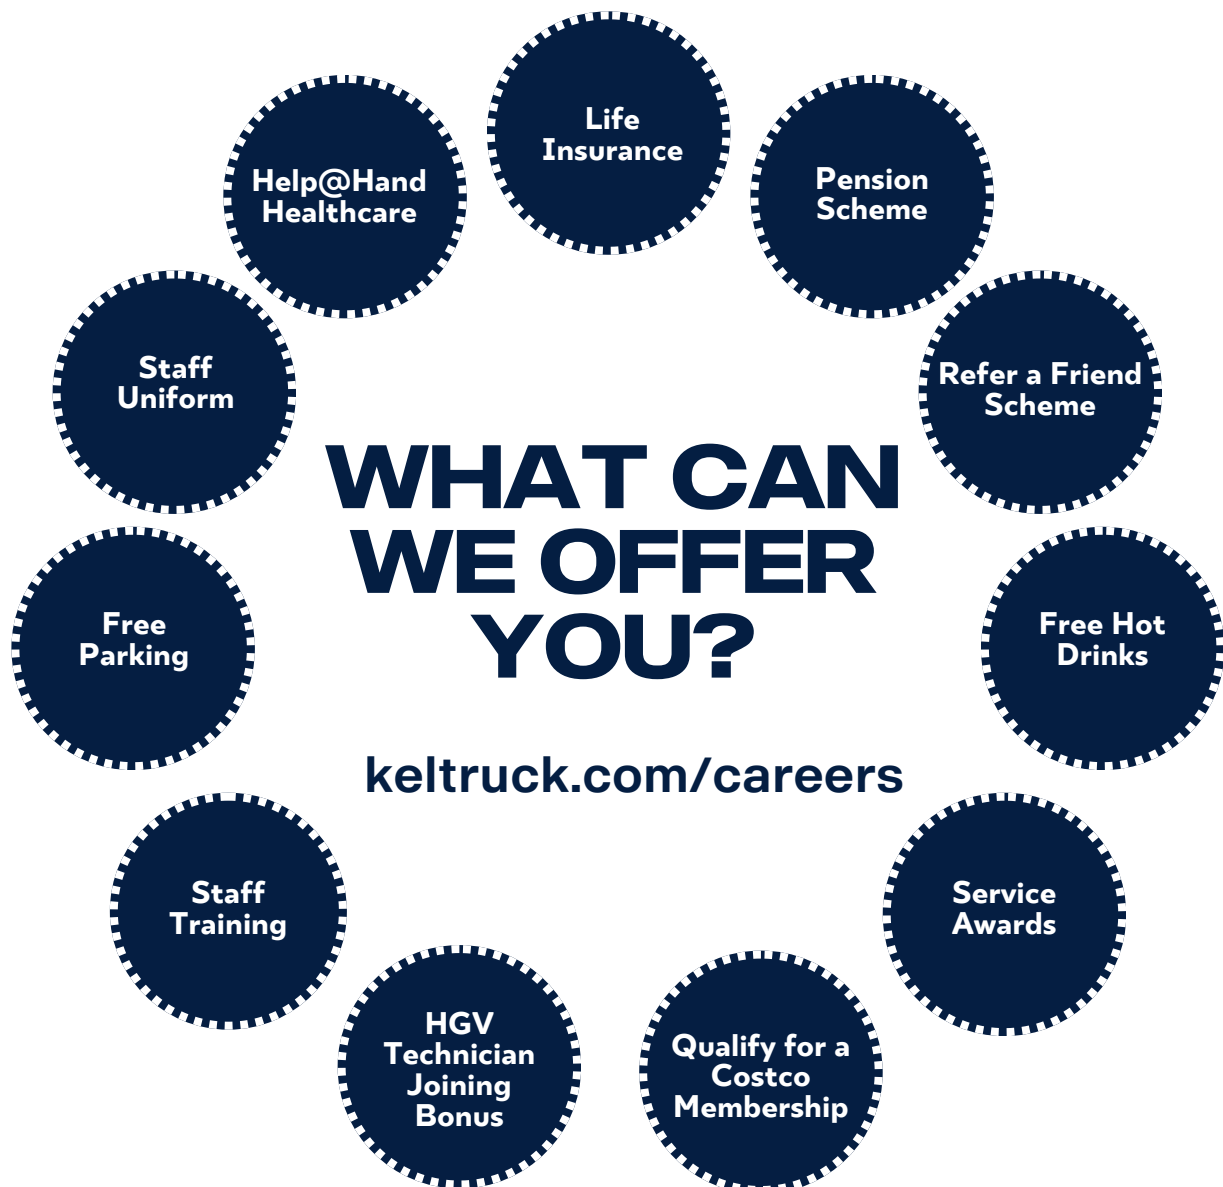 Life
Insurance
Help@Hand
Healthcare
Pension
Scheme
Staff
Uniform
Refer a Friend
Scheme
WHAT CAN
WE OFFER
YOU?
Free
Parking
Free Hot
Drinks
keltruck.com/careers
Staff
Training
Service
Awards
HGV
Technician
Joining
Bonus
Qualify for a
Costco
Membership